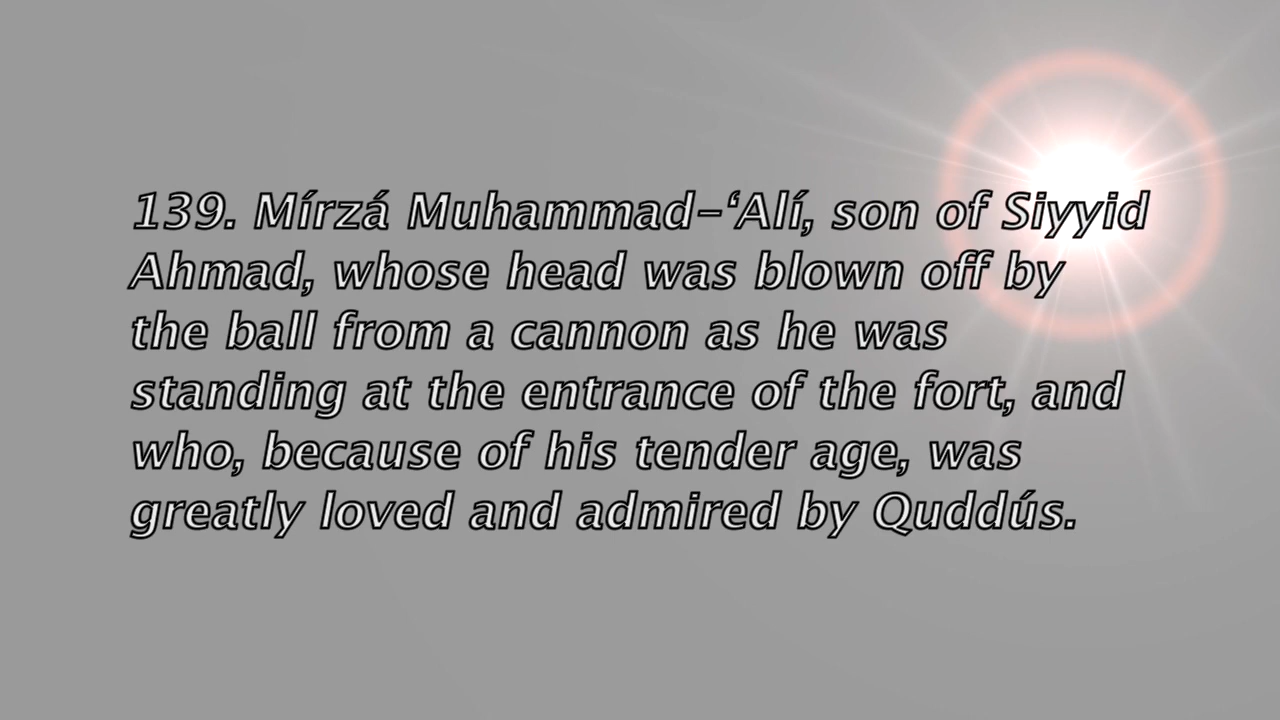 139. Mírzá Muhammad-‘Alí, son of Siyyid
Ahmad, whose head was blown off by
the ball from a cannon as he was
standing at the entrance of the fort, and
who, because of his tender age, was
greatly loved and admired by Quddús.